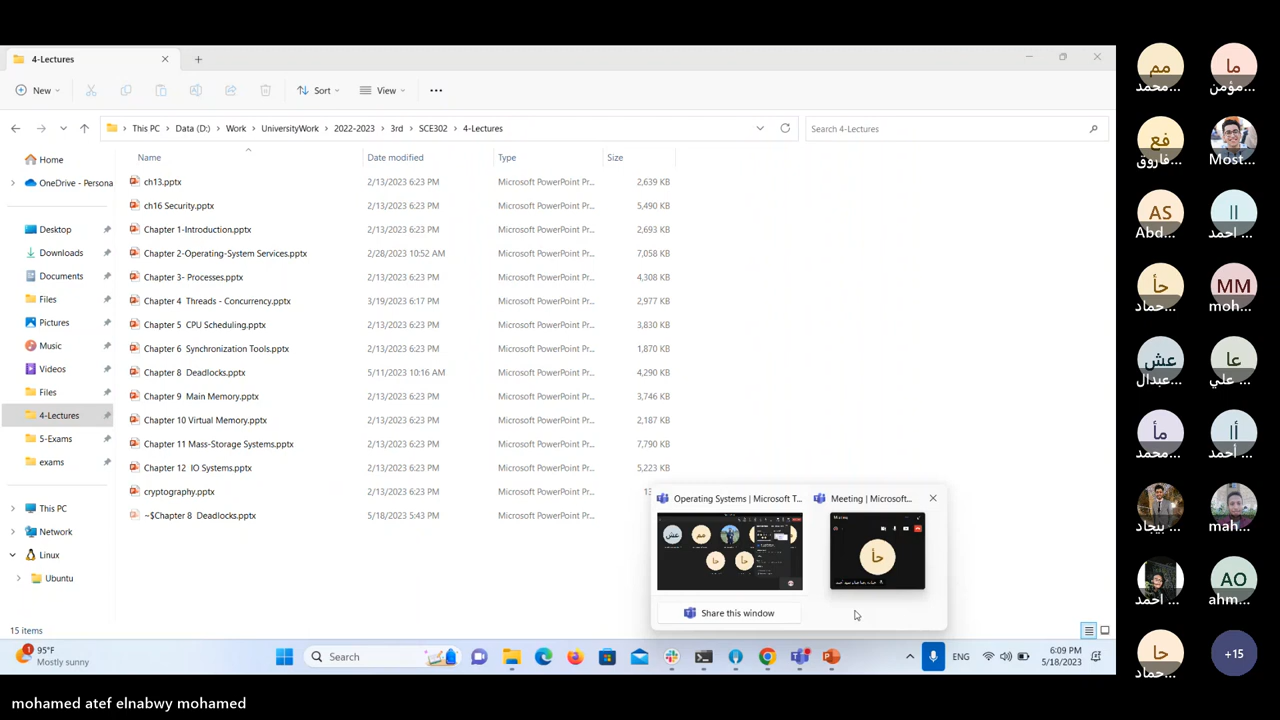 4-Lectures
New
Sort
View
This PC
Data (D:)
Work
UniversityWork
2022-2023
3rd
SCE302
4-Lectures
Search 4-Lectures
Name
Date modified
Type
Size
Home
OneDrive - Persona
Desktop
Downloads
Documents
Files
Pictures
Music
Videos
Files
4-Lectures
5-Exams
exams
This PC
Network
Linux
Ubuntu
ch13.pptx 2/13/2023 6:23 PM Microsoft PowerPoint Pr... 2,639 KB
ch16 Security.pptx 2/13/2023 6:23 PM Microsoft PowerPoint Pr... 5,490 KB
Chapter 1-Introduction.pptx 2/13/2023 6:23 PM Microsoft PowerPoint Pr... 2,693 KB
Chapter 2-Operating-System Services.pptx 2/28/2023 10:52 AM Microsoft PowerPoint Pr... 7,058 KB
Chapter 3- Processes.pptx 2/13/2023 6:23 PM Microsoft PowerPoint Pr... 4,308 KB
Chapter 4 Threads - Concurrency.pptx 3/19/2023 6:17 PM Microsoft PowerPoint Pr... 2,977 KB
Chapter 5 CPU Scheduling.pptx 2/13/2023 6:23 PM Microsoft PowerPoint Pr... 3,830 KB
Chapter 6 Synchronization Tools.pptx 2/13/2023 6:23 PM Microsoft PowerPoint Pr... 1,870 KB
Chapter 8 Deadlocks.pptx 5/11/2023 10:16 AM Microsoft PowerPoint Pr... 4,290 KB
Chapter 9 Main Memory.pptx 2/13/2023 6:23 PM Microsoft PowerPoint Pr... 3,746 KB
Chapter 10 Virtual Memory.pptx 2/13/2023 6:23 PM Microsoft PowerPoint Pr... 2,187 KB
Chapter 11 Mass-Storage Systems.pptx 2/13/2023 6:23 PM Microsoft PowerPoint Pr... 7,790 KB
Chapter 12 IO Systems.pptx 2/13/2023 6:23 PM Microsoft PowerPoint Pr... 5,223 KB
cryptography.pptx 2/13/2023 6:23 PM Microsoft PowerPoint Pr...
~$Chapter 8 Deadlocks.pptx 5/18/2023 5:43 PM Microsoft PowerPoint Pr...
Operating Systems | Microsoft T...
Meeting | Microsoft...
حأ
Share this window
15 items
95°F
Mostly sunny
Search
ENG
6:09 PM
5/18/2023
مم
محمد...
ما
مؤمن...
فع
فاروق...
Most...
AS
Abd...
اا
احمد ...
حأ
حماد...
MM
moh...
عش
عبدال...
عا
علي ...
مأ
محمد...
أا
أحمد ...
بيجاد ...
mah...
احمد ...
AO
ahm...
حا
حماد...
+15
mohamed atef elnabwy mohamed